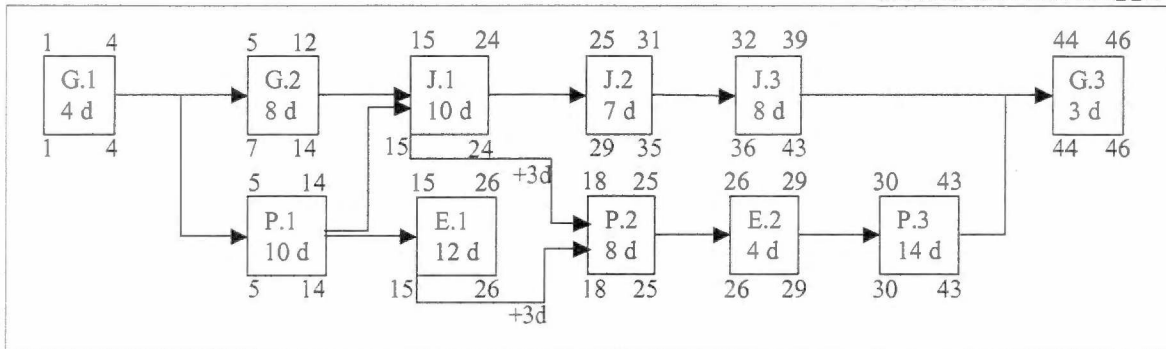 1 4 5 12 15 24 25 31 32 39 44 46
G.1 G.2 J.1 J.2 J.3 G.3
4 d 8 d 10 d 7 d 8 d 3 d
1 4 7 14 15 24 29 35 36 43 44 46
+3d
5 14 15 26 18 25 26 29 30 43
P.1 E.1 P.2 E.2 P.3
10 d 12 d 8 d 4 d 14 d
5 14 15 26 18 25 26 29 30 43
+3d